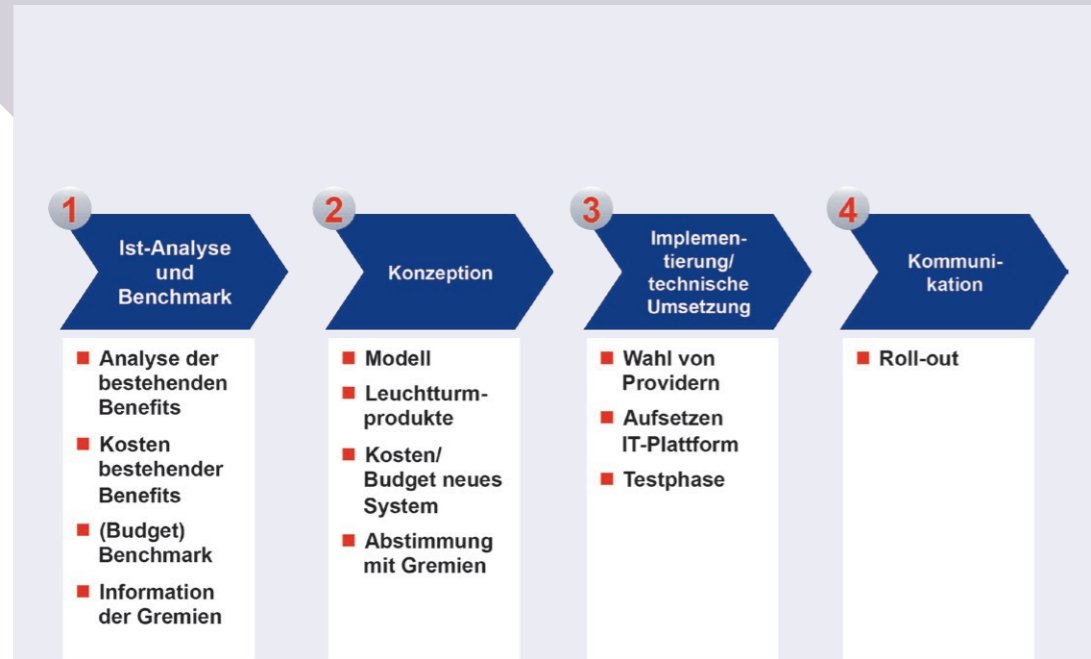 1
Ist-Analyse
und
Benchmark
Analyse der
bestehenden
Benefits
Kosten
bestehender
Benefits
(Budget)
Benchmark
Information
der Gremien
2
Konzeption
Modell
Leuchtturm-
produkte
Kosten/
Budget neues
System
Abstimmung
mit Gremien
3
Implemen-
tierung/
technische
Umsetzung
Wahl von
Providern
Aufsetzen
IT-Plattform
Testphase
4
Kommuni-
kation
Roll-out